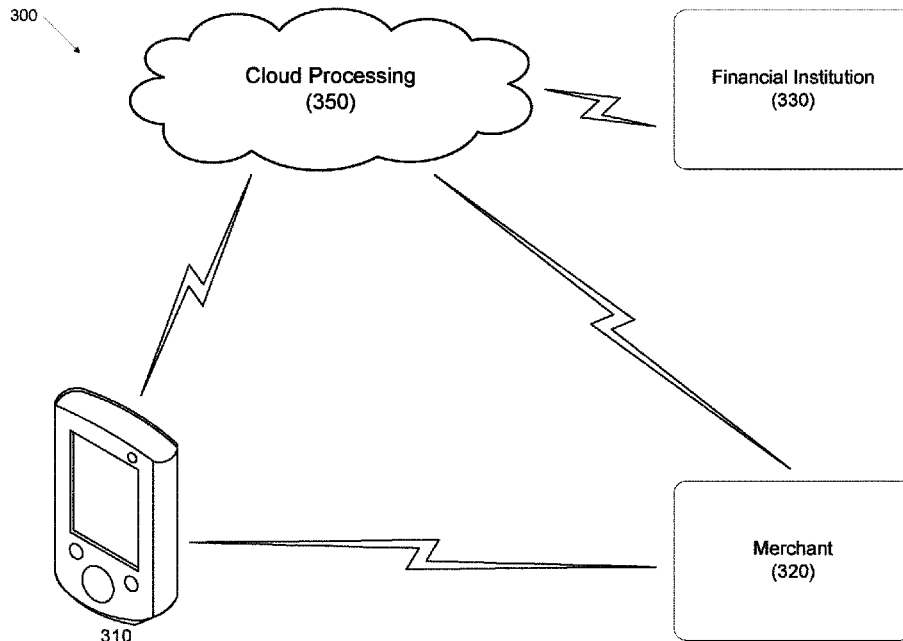 300
Cloud Processing
(350)
Financial Institution
(330)
Merchant
(320)
310